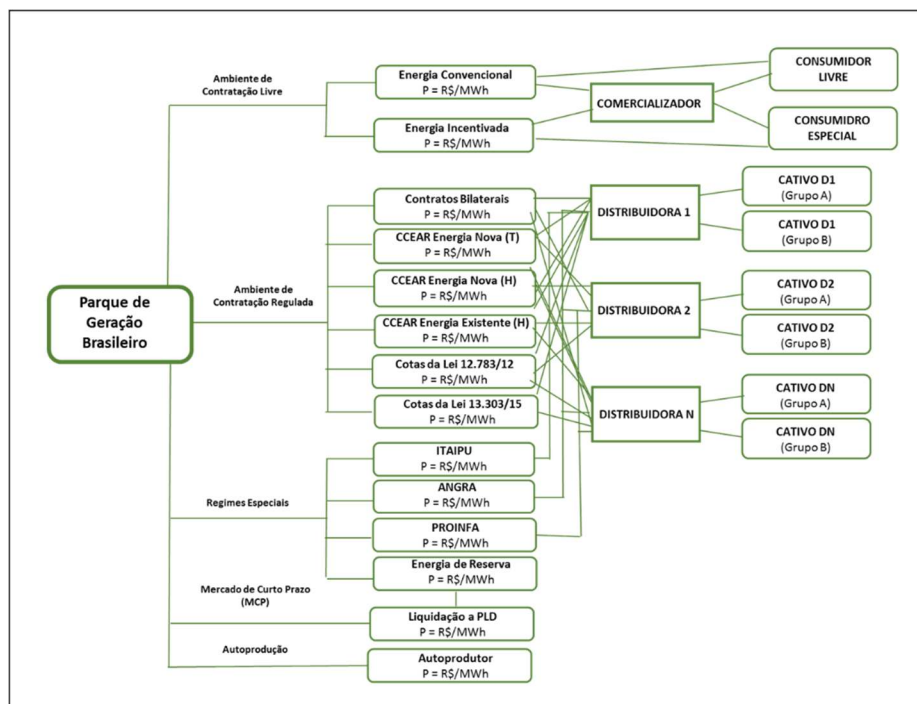 Ambiente de
Contratação Livre
Energia Convencional
P = R$/MWh
Energia Incentivada
P = R$/MWh
COMERCIALIZADOR
CONSUMIDOR
LIVRE
CONSUMIDRO
ESPECIAL
Parque de
Geração
Brasileiro
Ambiente de
Contratação Regulada
Contratos Bilaterais
P = R$/MWh
CCEAR Energia Nova (T)
P = R$/MWh
CCEAR Energia Nova (H)
P = R$/MWh
CCEAR Energia Existente (H)
P = R$/MWh
Cotas da Lei 12.783/12
P = R$/MWh
Cotas da Lei 13.303/15
P = R$/MWh
DISTRIBUIDORA 1
DISTRIBUIDORA 2
DISTRIBUIDORA N
CATIVO D1
(Grupo A)
CATIVO D1
(Grupo B)
CATIVO D2
(Grupo A)
CATIVO D2
(Grupo B)
CATIVO DN
(Grupo A)
CATIVO DN
(Grupo B)
Regimes Especiais
ITAIPU
P = R$/MWh
ANGRA
P = R$/MWh
PROINFA
P = R$/MWh
Energia de Reserva
P = R$/MWh
Mercado de Curto Prazo
(MCP)
Liquidação a PLD
P = R$/MWh
Autoprodução
Autoprodutor
P = R$/MWh